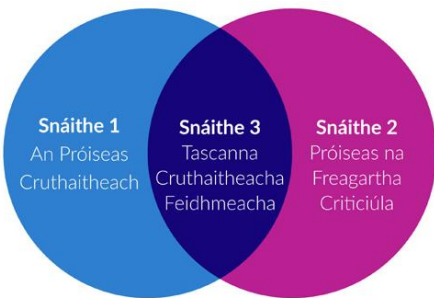 Snáithe 1
An Próiseas
Cruthaitheach
Snáithe 3
Tascanna
Cruthaitheacha
Feidhmeacha
Snáithe 2
Próiseas na
Freagartha
Criticiúla